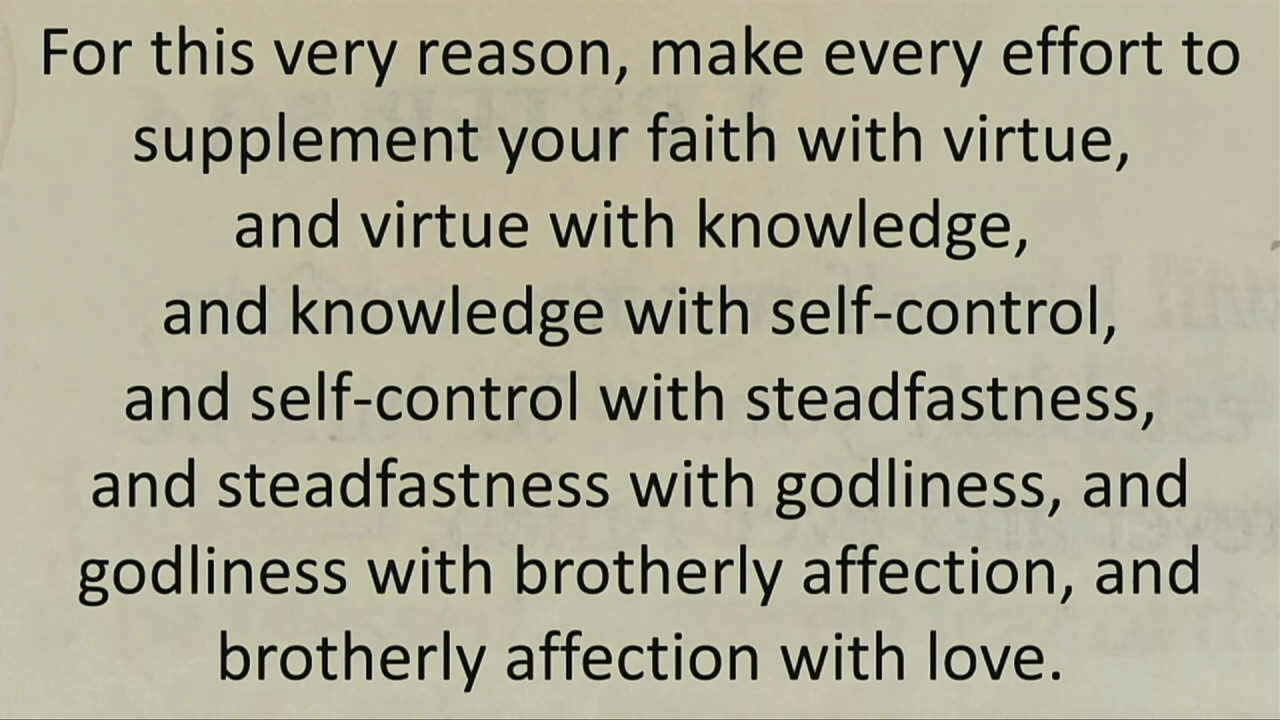 For this very reason, make every effort to
supplement your faith with virtue,
and virtue with knowledge,
and knowledge with self-control,
and self-control with steadfastness,
and steadfastness with godliness, and
godliness with brotherly affection, and
brotherly affection with love.